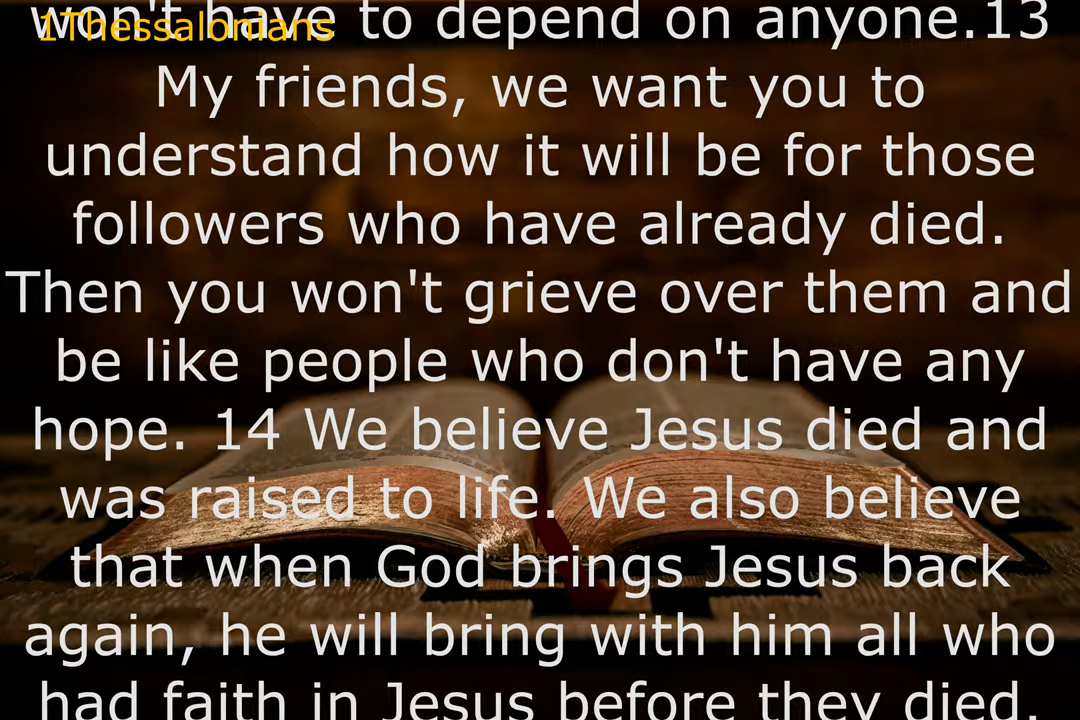 won't have to depend on anyone.13
1Thessalonians
My friends, we want you to
understand how it will be for those
followers who have already died.
Then you won't grieve over them and
be like people who don't have any
hope. 14 We believe Jesus died and
was raised to life. We also believe
that when God brings Jesus back
again, he will bring with him all who
had faith in Jesus before they died.